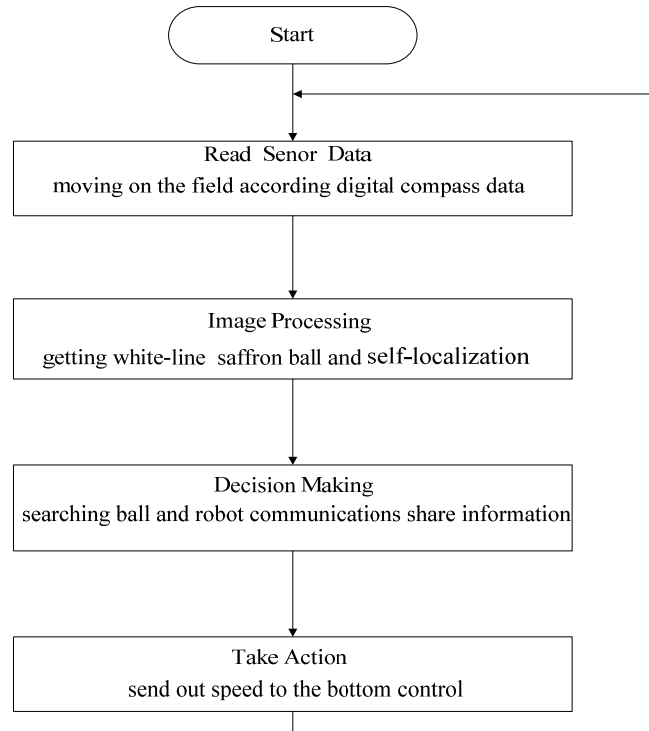 Start
Read Senor Data
moving on the field according digital compass data
Image Processing
getting white-line saffron ball and self-localization
Decision Making
searching ball and robot communications share information
Take Action
send out speed to the bottom control